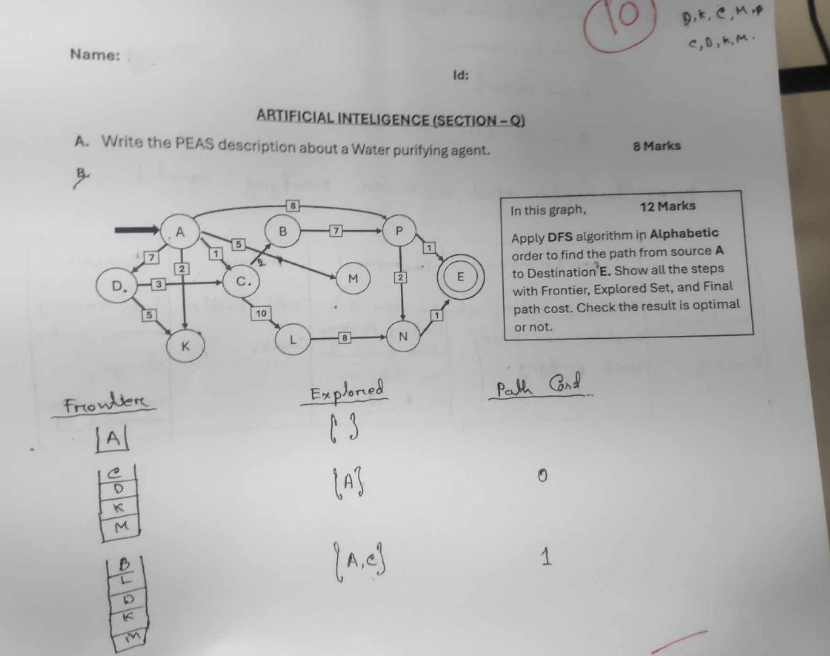 10
D, K, C, M, P
C, D, K, M.
Name:
Id:
ARTIFICIAL INTELIGENCE (SECTION – Q)
A. Write the PEAS description about a Water purifying agent. 8 Marks
B.
8
A
B
7
P
7
2
1
5
2
1
2
D.
3
C.
M
E
5
10
1
K
L
8
N
In this graph, 12 Marks
Apply DFS algorithm in Alphabetic
order to find the path from source A
to Destination E. Show all the steps
with Frontier, Explored Set, and Final
path cost. Check the result is optimal
or not.
Frontier Explored Path Cond
A { }
C {A} 0
D
K
M
B {A, C} 1
L
D
K
M